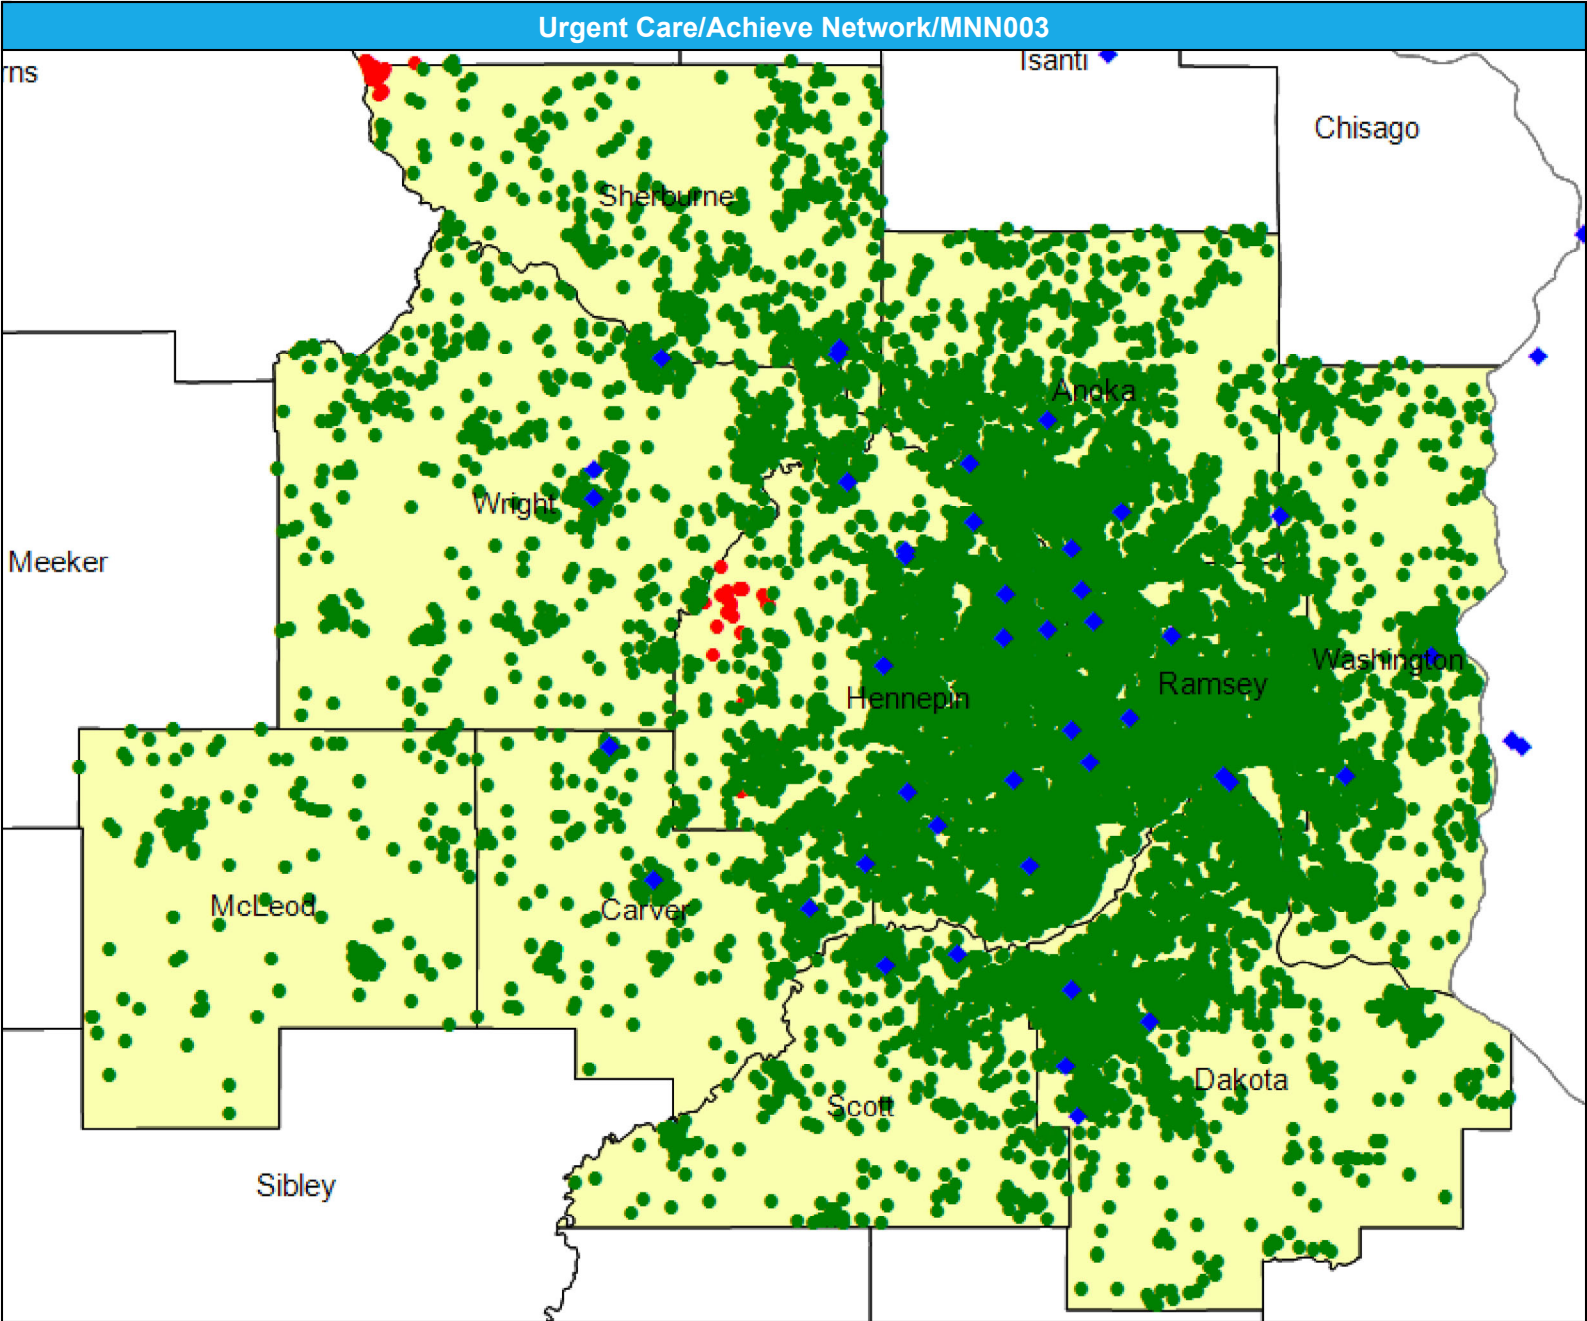 Urgent Care/Achieve Network/MNN003
rns
Isanti
Chisago
Sherburne
Anoka
Wright
Meeker
Washington
Ramsey
Hennepin
McLeod
Carver
Dakota
Scott
Sibley